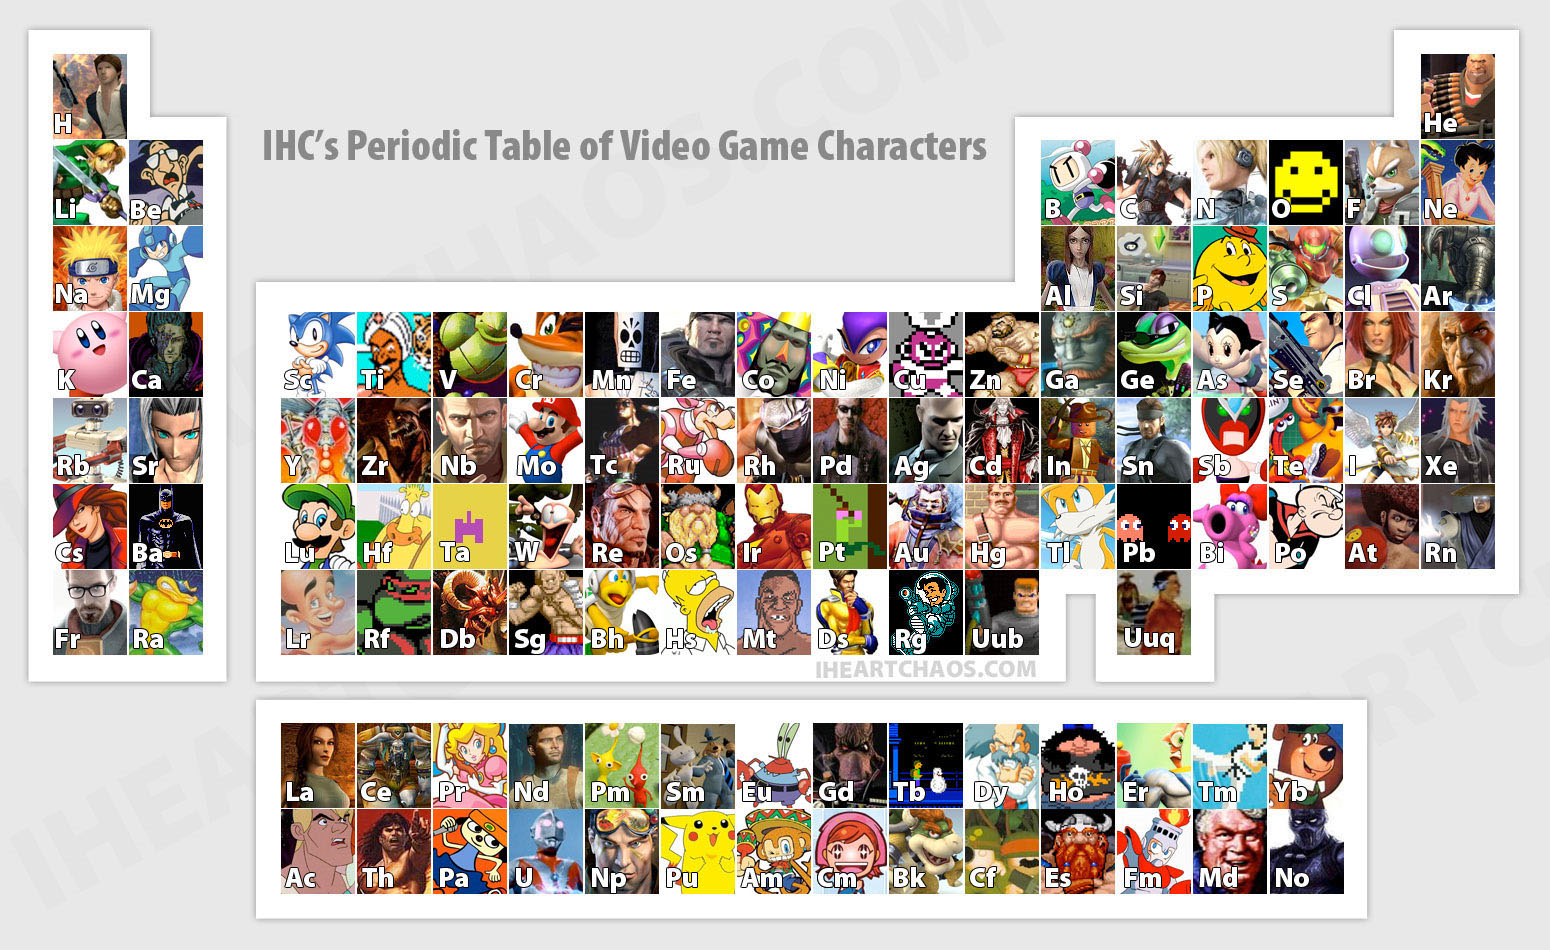 IHC's Periodic Table of Video Game Characters
H He
Li Be B C N O F Ne
Na Mg Al Si P S Cl Ar
K Ca Sc Ti V Cr Mn Fe Co Ni Cu Zn Ga Ge As Se Br Kr
Rb Sr Y Zr Nb Mo Tc Ru Rh Pd Ag Cd In Sn Sb Te I Xe
Cs Ba Lu Hf Ta W Re Os Ir Pt Au Hg Tl Pb Bi Po At Rn
Fr Ra Lr Rf Db Sg Bh Hs Mt Ds Rg Uub Uuq
IHEARTCHAOS.COM
La Ce Pr Nd Pm Sm Eu Gd Tb Dy Ho Er Tm Yb
Ac Th Pa U Np Pu Am Cm Bk Cf Es Fm Md No